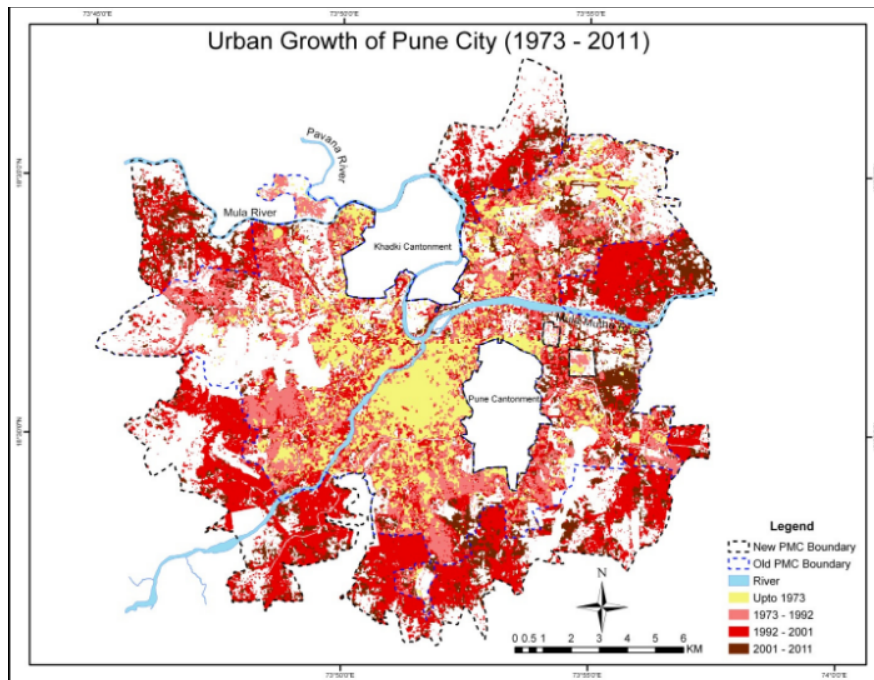 73°45'0"E 73°50'0"E 73°55'0"E
Urban Growth of Pune City (1973 - 2011)
Pavana River
Mula River
Khadki Cantonment
Pune Cantonment
18°30'0"N
Legend
New PMC Boundary
Old PMC Boundary
River
Upto 1973
1973 - 1992
1992 - 2001
2001 - 2011
N
0 0.5 1 2 3 4 5 6
KM
73°50'0"E 73°55'0"E 74°0'0"E